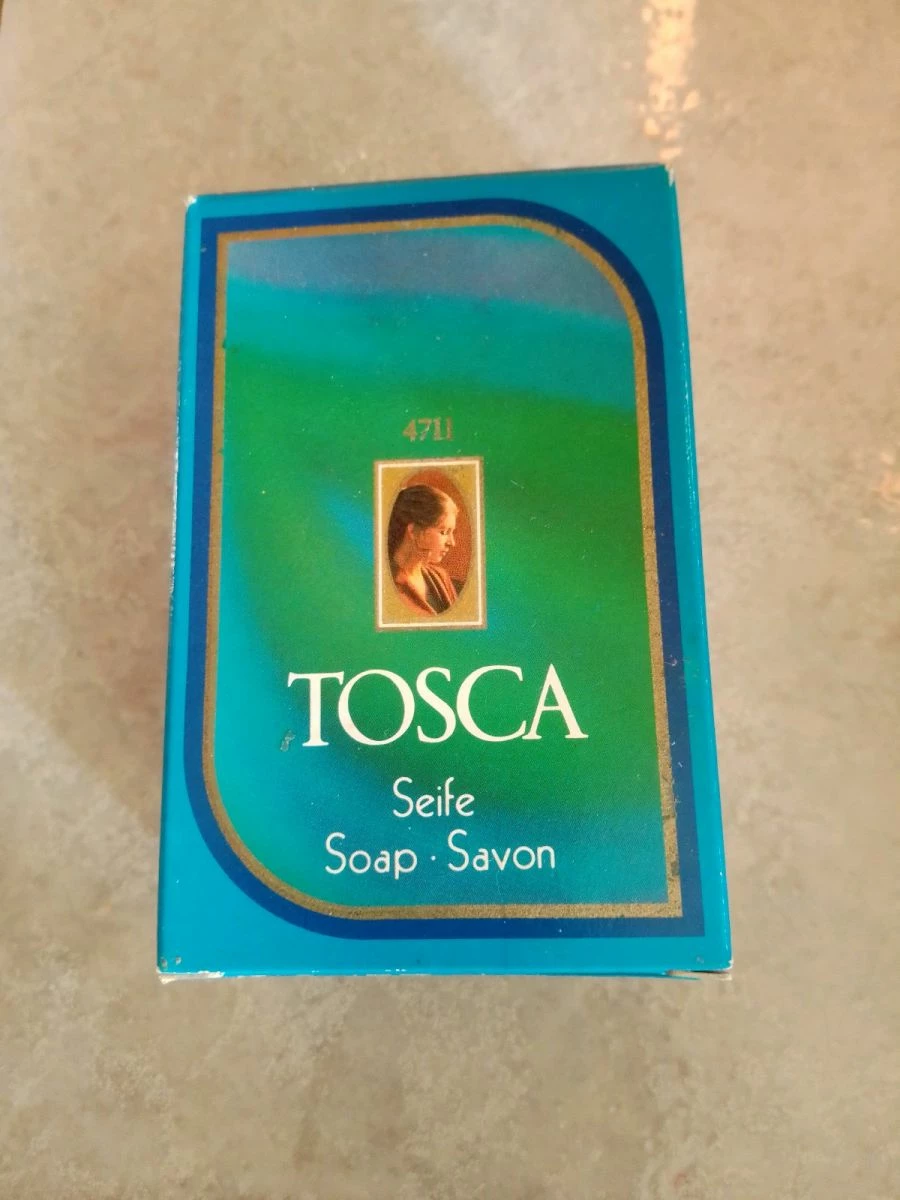 4711
TOSCA
Seife
Soap · Savon